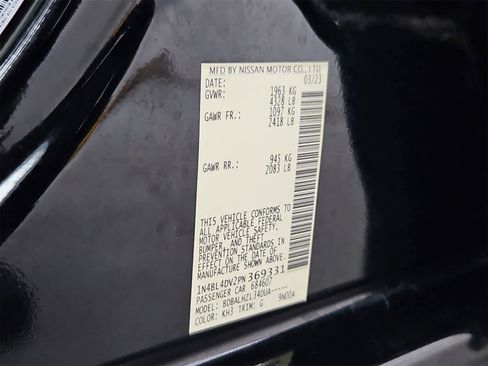 MFD BY NISSAN MOTOR CO., LTD
DATE: 03/23
GVWR: 1963 KG
4328 LB
GAWR FR.: 1097 KG
2418 LB
GAWR RR.: 945 KG
2083 LB
THIS VEHICLE CONFORMS TO
ALL APPLICABLE FEDERAL
MOTOR VEHICLE SAFETY,
BUMPER, AND THEFT
PREVENTION STANDARDS IN
EFFECT ON THE DATE OF
MANUFACTURE SHOWN ABOVE.
1N4BL4DV2PN369331
PASSENGER CAR 684607
MODEL: BDBALHZL34DUA-----
COLOR: KH3 TRIM: G 9N00A